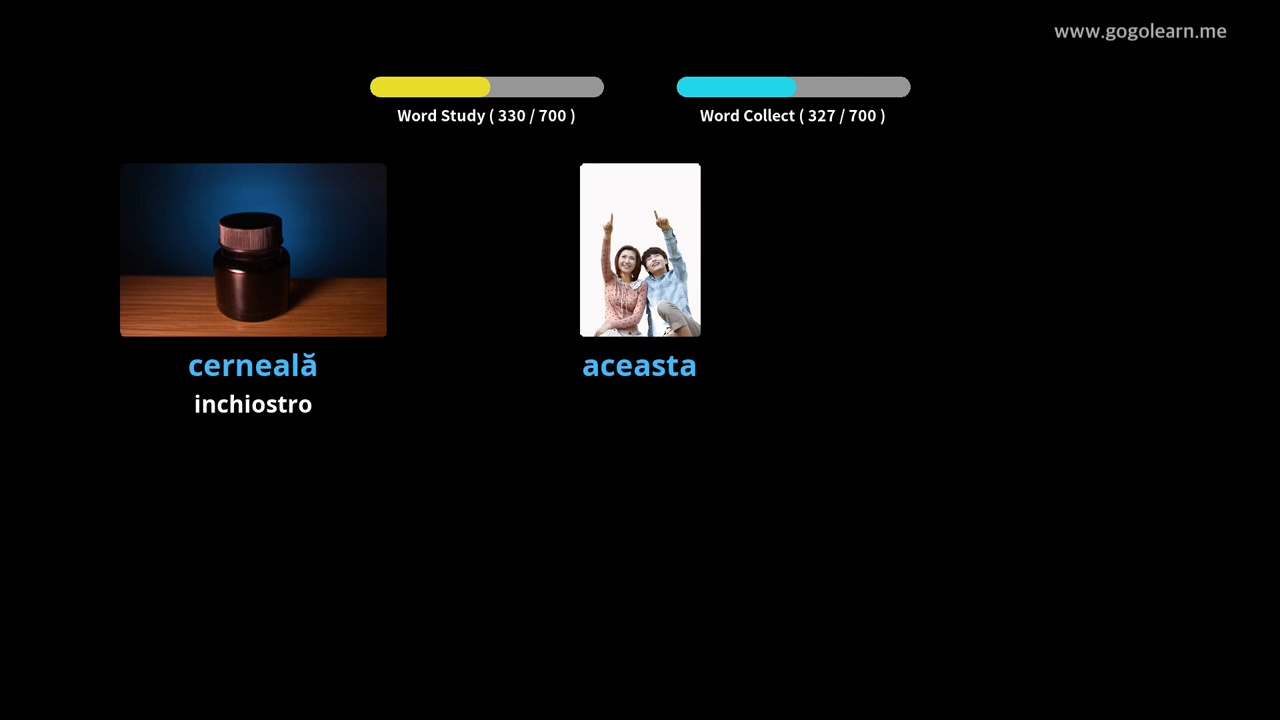 www.gogolearn.me
Word Study ( 330 / 700 )
Word Collect ( 327 / 700 )
cerneală
aceasta
inchiostro